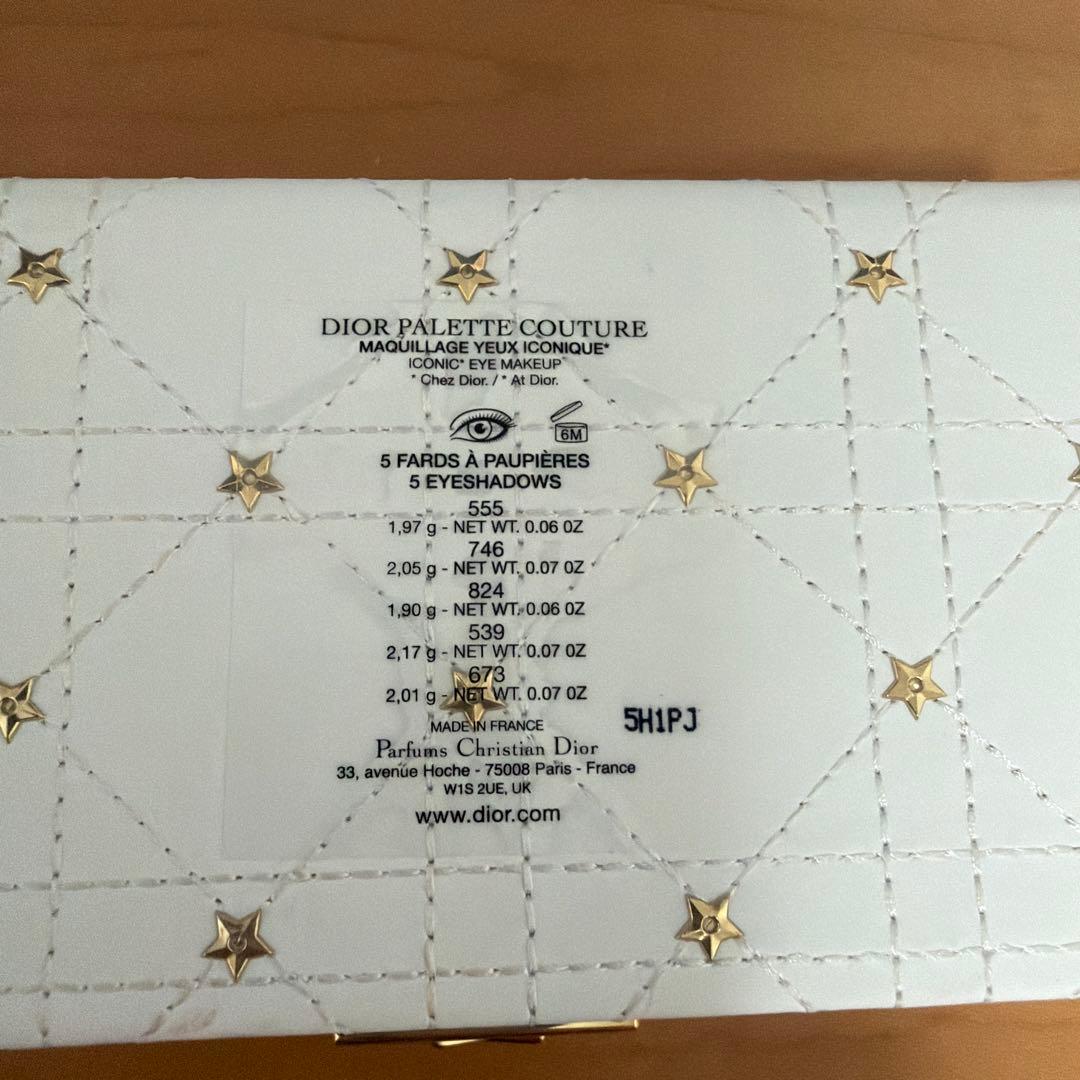 DIOR PALETTE COUTURE
MAQUILLAGE YEUX ICONIQUE*
ICONIC* EYE MAKEUP
* Chez Dior. / * At Dior.
6M
5 FARDS À PAUPIÈRES
5 EYESHADOWS
555
1,97 g - NET WT. 0.06 OZ
746
2,05 g - NET WT. 0.07 OZ
824
1,90 g - NET WT. 0.06 OZ
539
2,17 g - NET WT. 0.07 OZ
673
2,01 g - NET WT. 0.07 OZ
5H1PJ
MADE IN FRANCE
Parfums Christian Dior
33, avenue Hoche - 75008 Paris - France
W1S 2UE, UK
www.dior.com